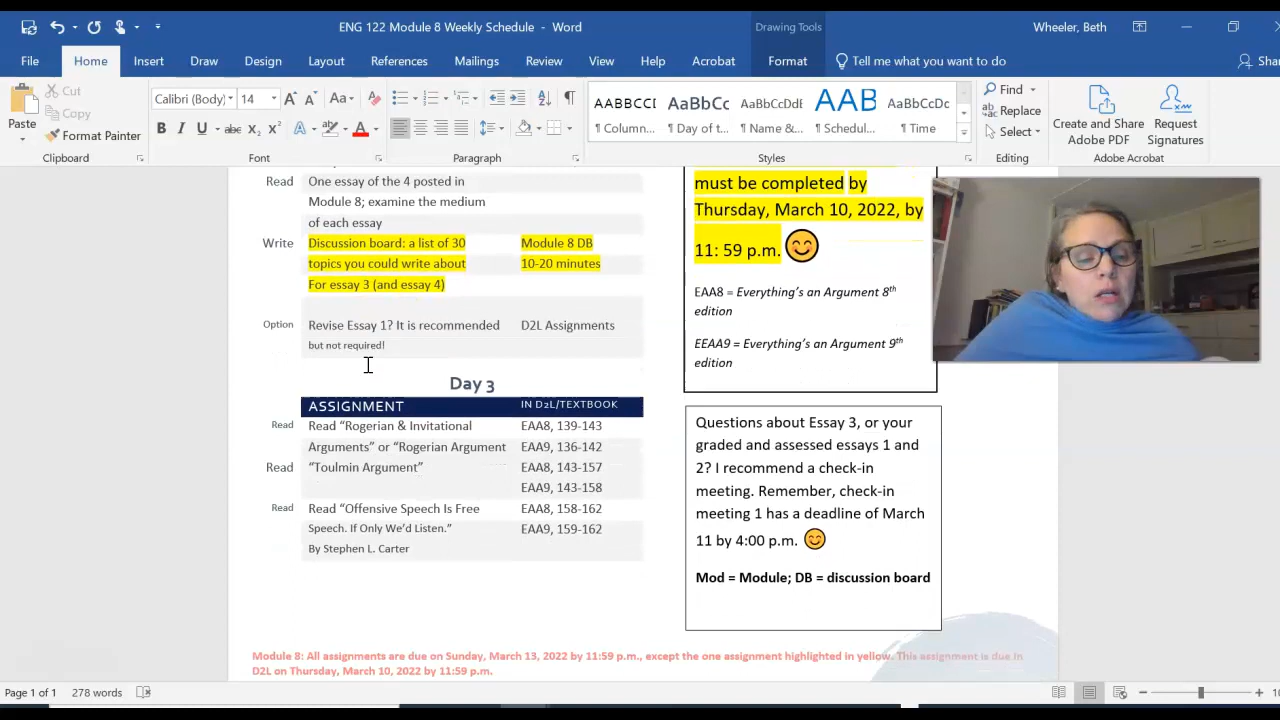 ENG 122 Module 8 Weekly Schedule - Word
Drawing Tools
Wheeler, Beth
File Home Insert Draw Design Layout References Mailings Review View Help Acrobat Format Tell me what you want to do
Cut
Copy
Format Painter
Paste
Calibri (Body) 14
Aa
B I U abc X2 X2 A A
AABBCCI AaBbCc AaBbCcDdE AAB AaBbCcDc
¶ Column... ¶ Day of t... ¶ Name &... ¶ Schedul... ¶ Time
Find
Replace
Select
Create and Share
Adobe PDF
Request
Signatures
Clipboard Font Paragraph Styles Editing Adobe Acrobat
Read One essay of the 4 posted in
Module 8; examine the medium
of each essay
Write Discussion board: a list of 30 Module 8 DB
topics you could write about 10-20 minutes
For essay 3 (and essay 4)
Option Revise Essay 1? It is recommended D2L Assignments
but not required!
Day 3
ASSIGNMENT IN D2L/TEXTBOOK
Read Read “Rogerian & Invitational EAA8, 139-143
Arguments” or “Rogerian Argument EAA9, 136-142
Read “Toulmin Argument” EAA8, 143-157
EAA9, 143-158
Read Read “Offensive Speech Is Free EAA8, 158-162
Speech. If Only We’d Listen.” EAA9, 159-162
By Stephen L. Carter
must be completed by
Thursday, March 10, 2022, by
11: 59 p.m. 😊
EAA8 = Everything’s an Argument 8th
edition
EEAA9 = Everything’s an Argument 9th
edition
Questions about Essay 3, or your
graded and assessed essays 1 and
2? I recommend a check-in
meeting. Remember, check-in
meeting 1 has a deadline of March
11 by 4:00 p.m. 😊
Mod = Module; DB = discussion board
Module 8: All assignments are due on Sunday, March 13, 2022 by 11:59 p.m., except the one assignment highlighted in yellow. This assignment is due in
D2L on Thursday, March 10, 2022 by 11:59 p.m.
Page 1 of 1 278 words